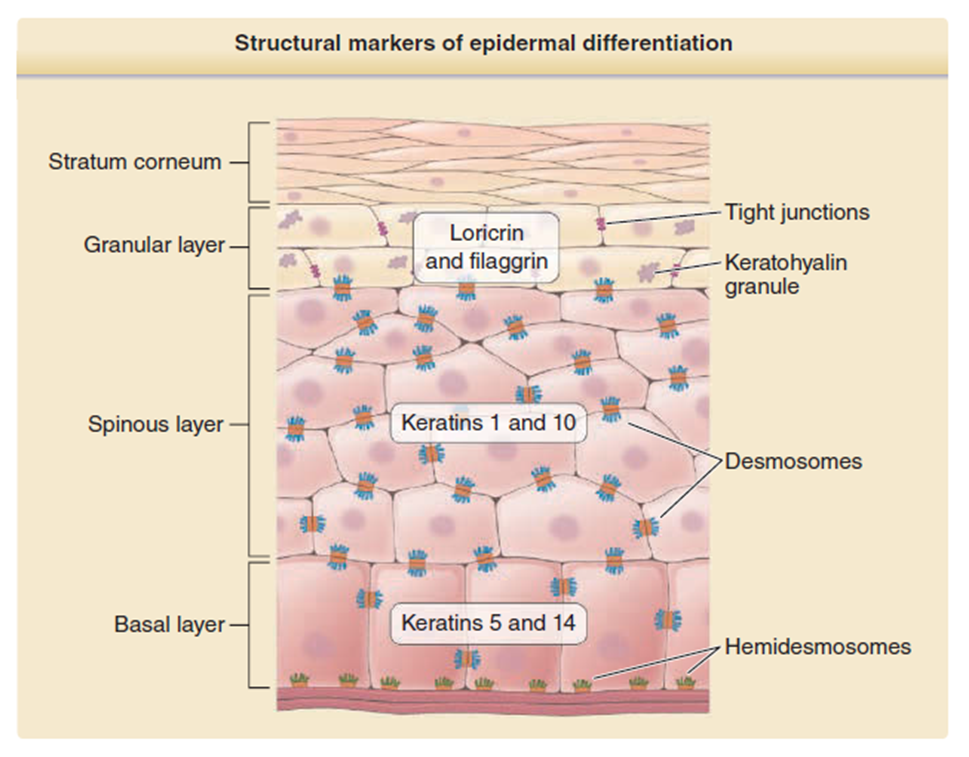 Structural markers of epidermal differentiation
Stratum corneum
Tight junctions
Loricrin
and filaggrin
Granular layer
Keratohyalin
granule
Keratins 1 and 10
Spinous layer
Desmosomes
Keratins 5 and 14
Basal layer
Hemidesmosomes